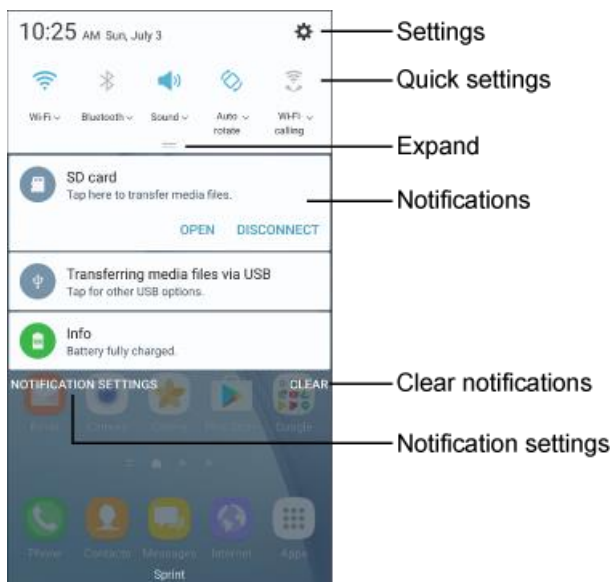 10:25 AM Sun, July 3
Settings
Quick settings
Wi-Fi Bluetooth Sound Auto rotate Wi-Fi calling
Expand
SD card
Tap here to transfer media files.
Notifications
OPEN DISCONNECT
Transferring media files via USB
Tap for other USB options.
Info
Battery fully charged.
NOTIFICATION SETTINGS CLEAR
Clear notifications
Google
Notification settings
Phone Contacts Messages Internet Apps
Sprint